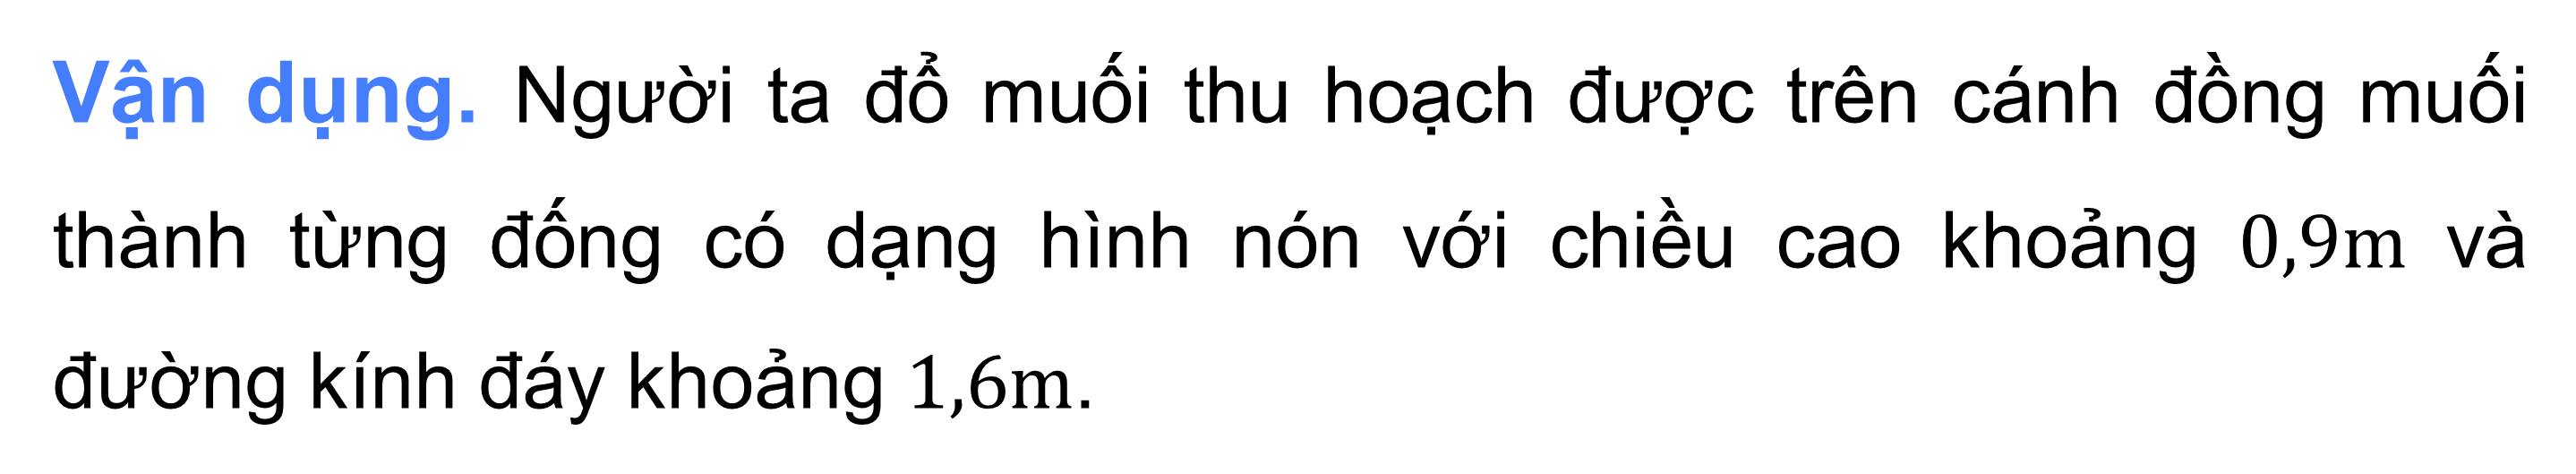 Vận dụng. Người ta đổ muối thu hoạch được trên cánh đồng muối
thành từng đống có dạng hình nón với chiều cao khoảng 0,9m và
đường kính đáy khoảng 1,6m.